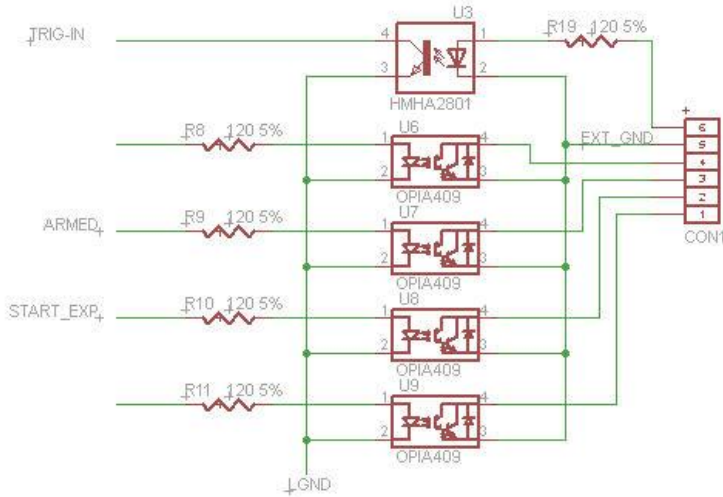 U3
R19 120 5%
TRIG-IN
4 1
3 2
HMHA2801
U6
R8 120 5%
1 4
2 3
OPIA409
EXT_GND
6
5
4
3
2
1
CON1
U7
ARMED
R9 120 5%
1 4
2 3
OPIA409
U8
START_EXP
R10 120 5%
1 4
2 3
OPIA409
U9
R11 120 5%
1 4
2 3
OPIA409
GND